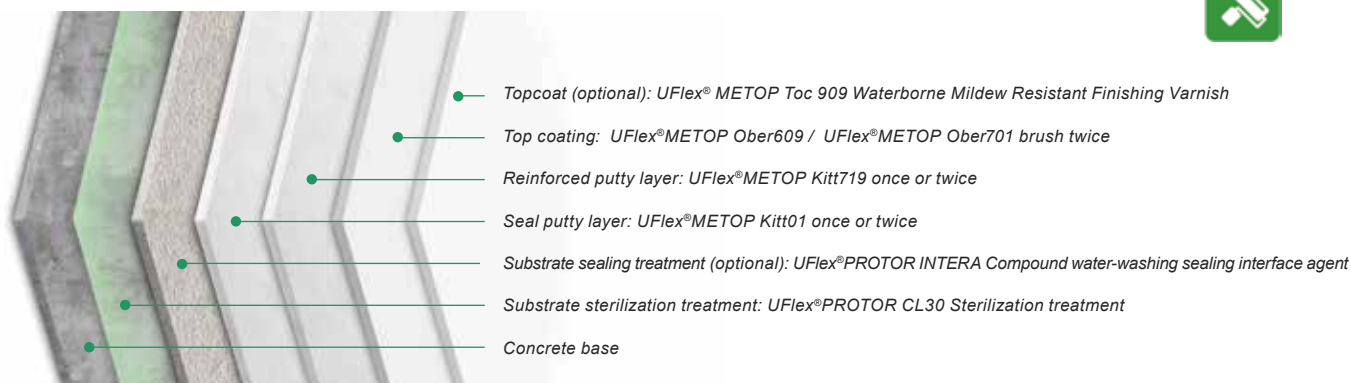 Topcoat (optional): UFlex® METOP Toc 909 Waterborne Mildew Resistant Finishing Varnish
Top coating: UFlex®METOP Ober609 / UFlex®METOP Ober701 brush twice
Reinforced putty layer: UFlex®METOP Kitt719 once or twice
Seal putty layer: UFlex®METOP Kitt01 once or twice
Substrate sealing treatment (optional): UFlex®PROTOR INTERA Compound water-washing sealing interface agent
Substrate sterilization treatment: UFlex®PROTOR CL30 Sterilization treatment
Concrete base